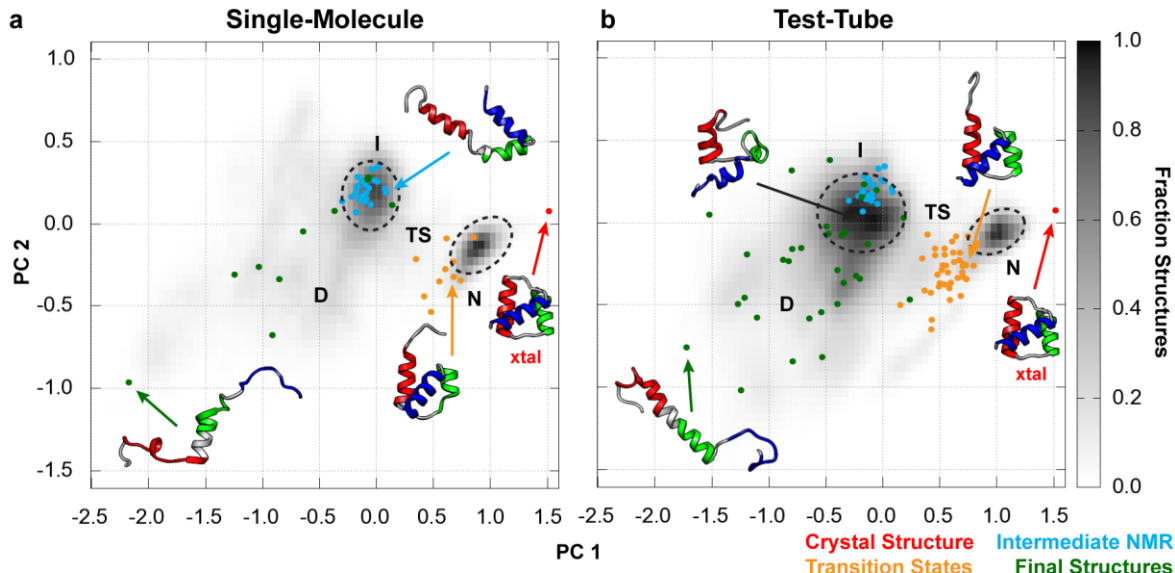 a Single-Molecule
b Test-Tube
1.0
0.5
0.0
-0.5
-1.0
-1.5
PC 2
I
TS
D
N
xtal
I
TS
D
N
xtal
1.0
0.8
0.6
0.4
0.2
0.0
Fraction Structures
-2.5 -2.0 -1.5 -1.0 -0.5 0.0 0.5 1.0 1.5
-2.5 -2.0 -1.5 -1.0 -0.5 0.0 0.5 1.0 1.5
PC 1
Crystal Structure Intermediate NMR
Transition States Final Structures